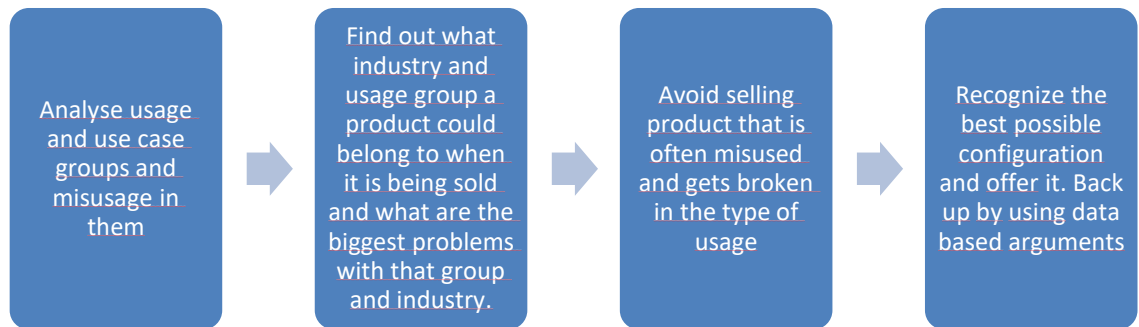 Analyse usage
and use case
groups and
misusage in
them
Find out what
industry and
usage group a
product could
belong to when
it is being sold
and what are the
biggest problems
with that group
and industry.
Avoid selling
product that is
often misused
and gets broken
in the type of
usage
Recognize the
best possible
configuration
and offer it. Back
up by using data
based arguments